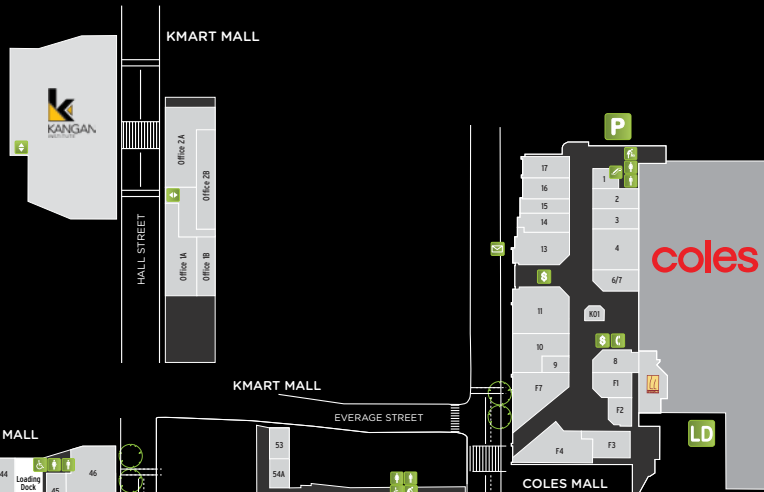 KMART MALL
KANGAN
INSTITUTE
Office 2A
Office 2B
Office 1A
Office 1B
HALL STREET
P
17
16
15
14
13
1
2
3
4
6/7
coles
$
11
K01
10
9
$
8
F7
F1
F2
F4
F3
LD
KMART MALL
EVERAGE STREET
COLES MALL
MALL
44
Loading
Dock
45
46
53
54A